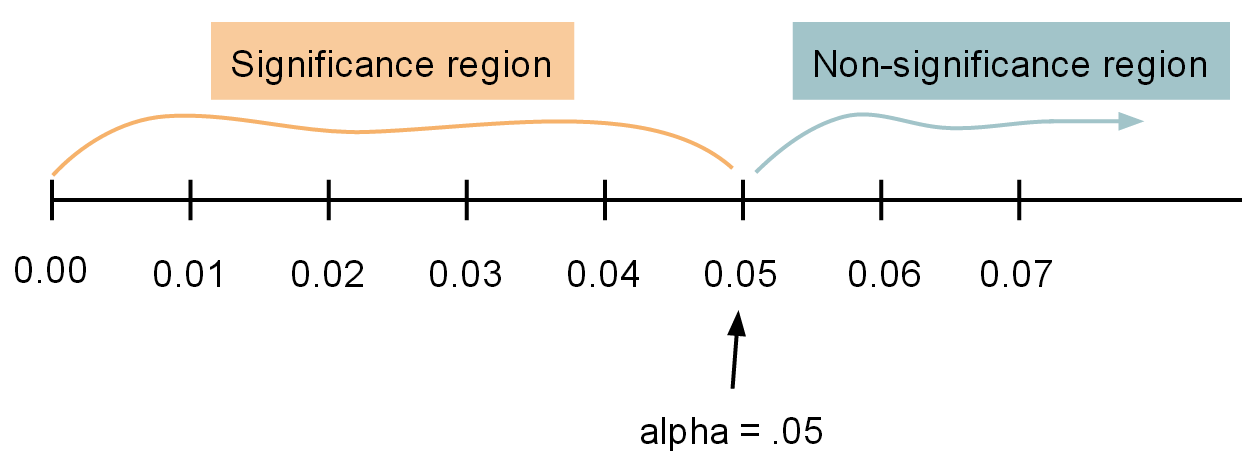 Significance region
Non-significance region
0.00 0.01 0.02 0.03 0.04 0.05 0.06 0.07
alpha = .05